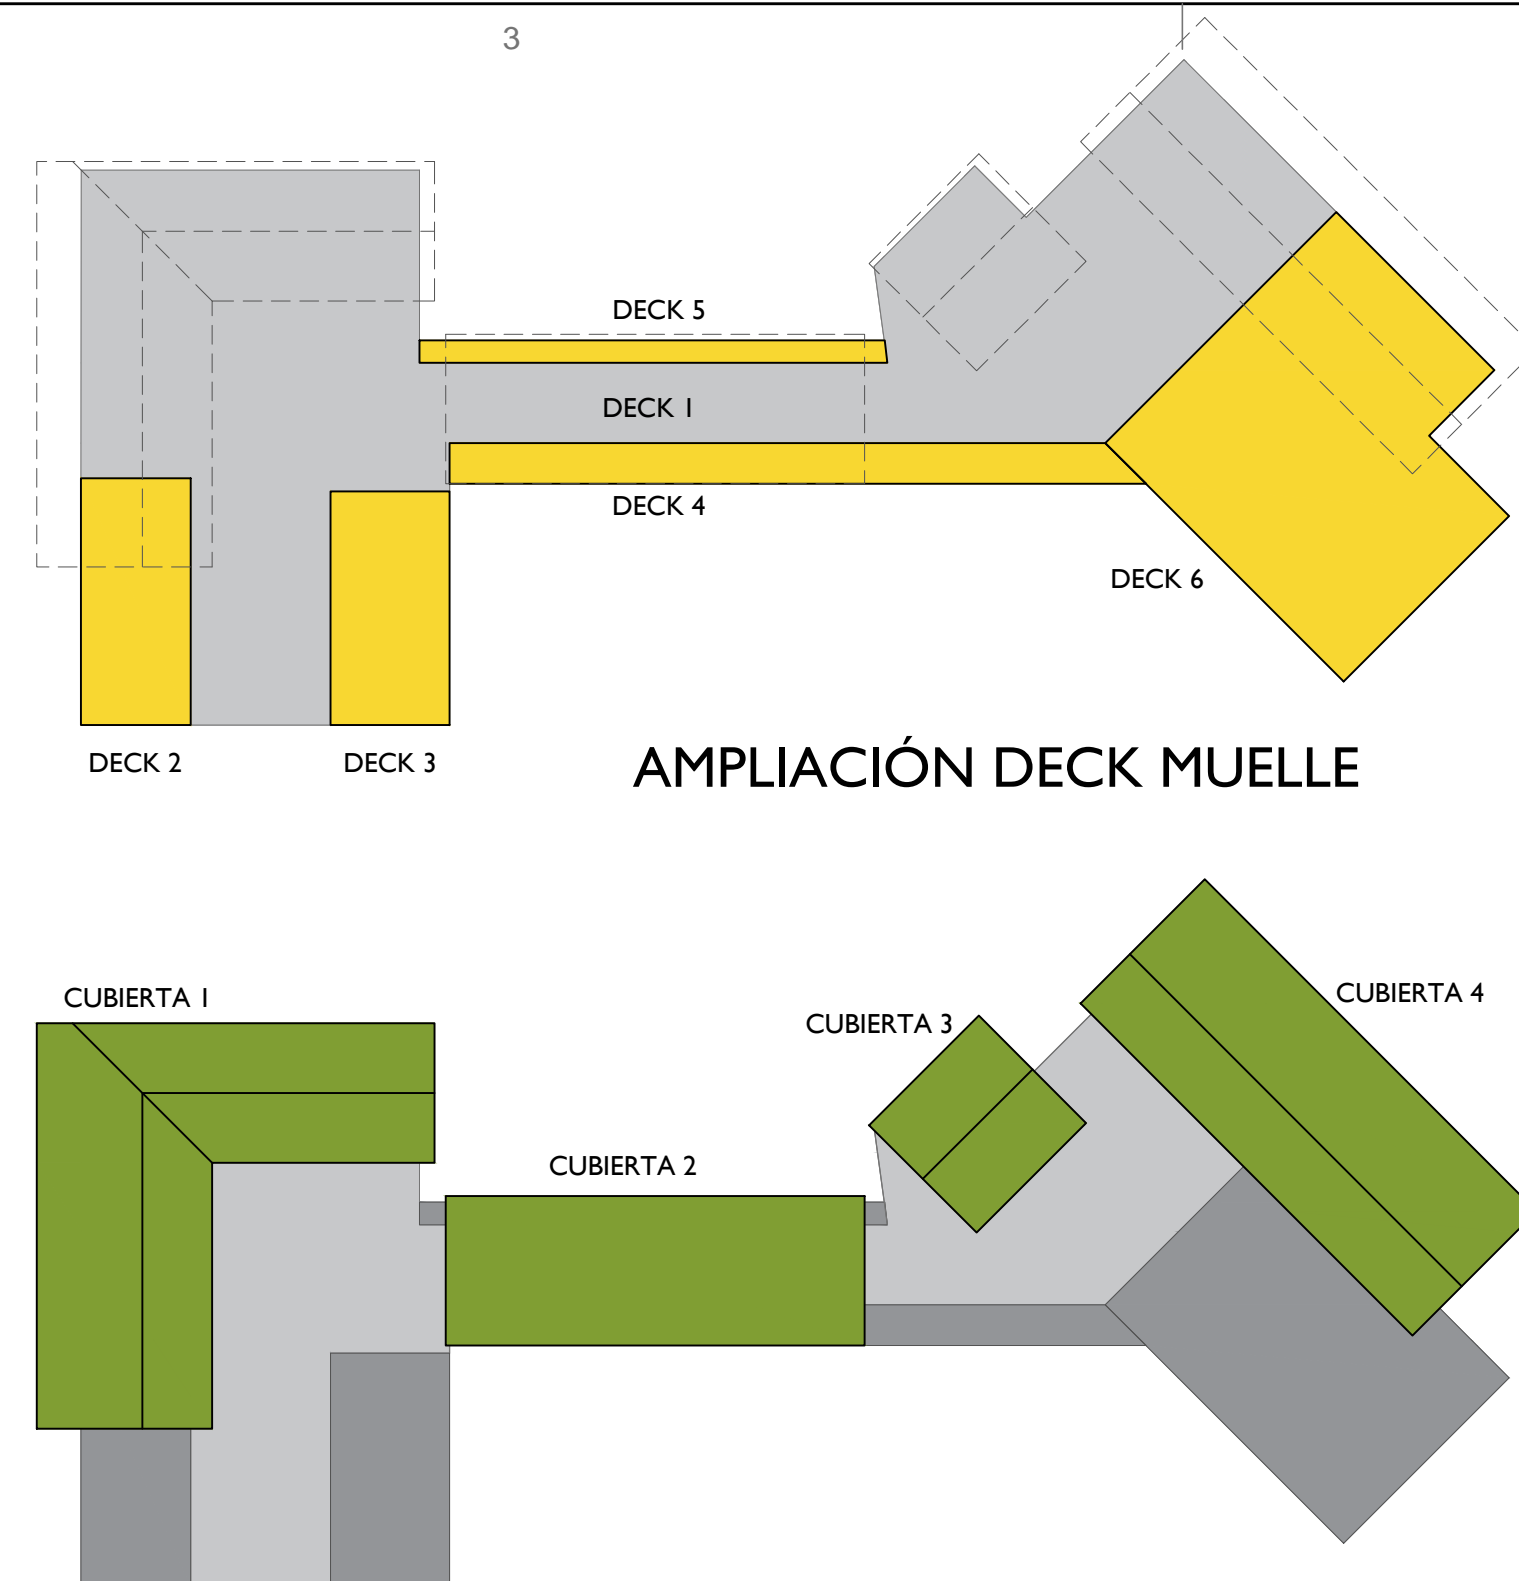 3
DECK 5
DECK 1
DECK 4
DECK 6
DECK 2
DECK 3
AMPLIACIÓN DECK MUELLE
CUBIERTA 1
CUBIERTA 4
CUBIERTA 3
CUBIERTA 2